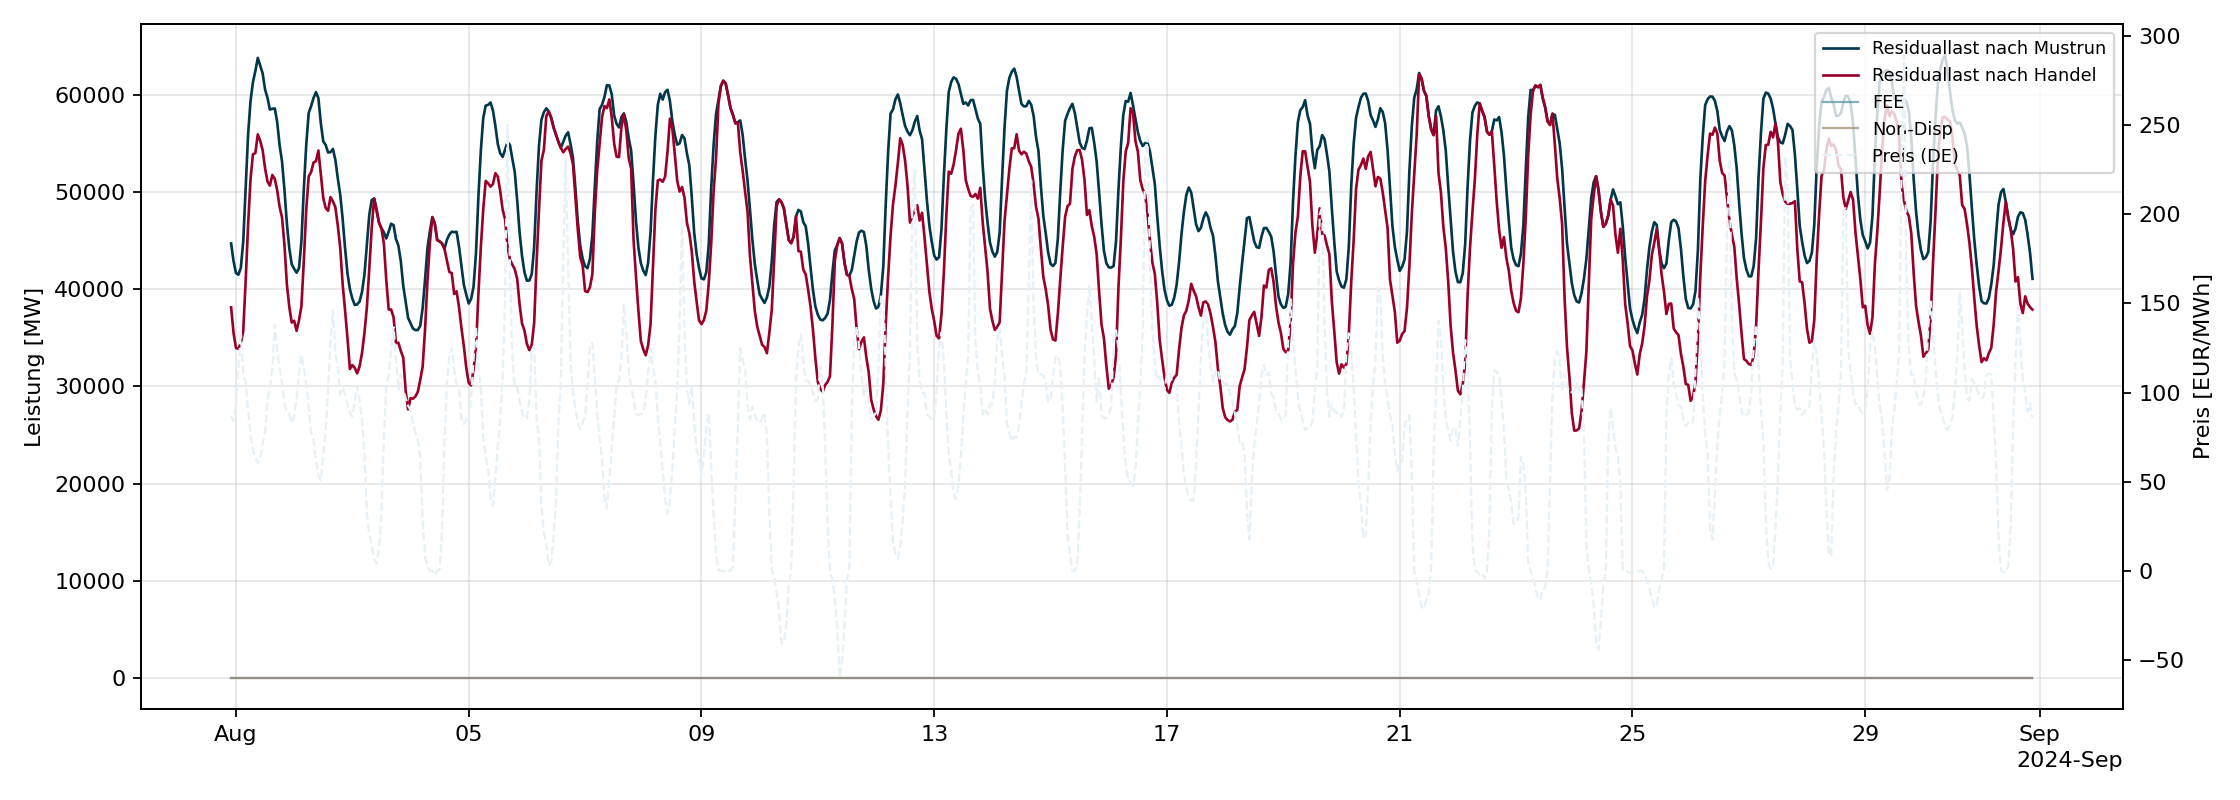 Residuallast nach Mustrun
Residuallast nach Handel
FEE
Non-Disp
Preis (DE)
Leistung [MW]
60000
50000
40000
30000
20000
10000
0
300
250
200
150
100
50
0
−50
Preis [EUR/MWh]
Aug 05 09 13 17 21 25 29 Sep
2024-Sep